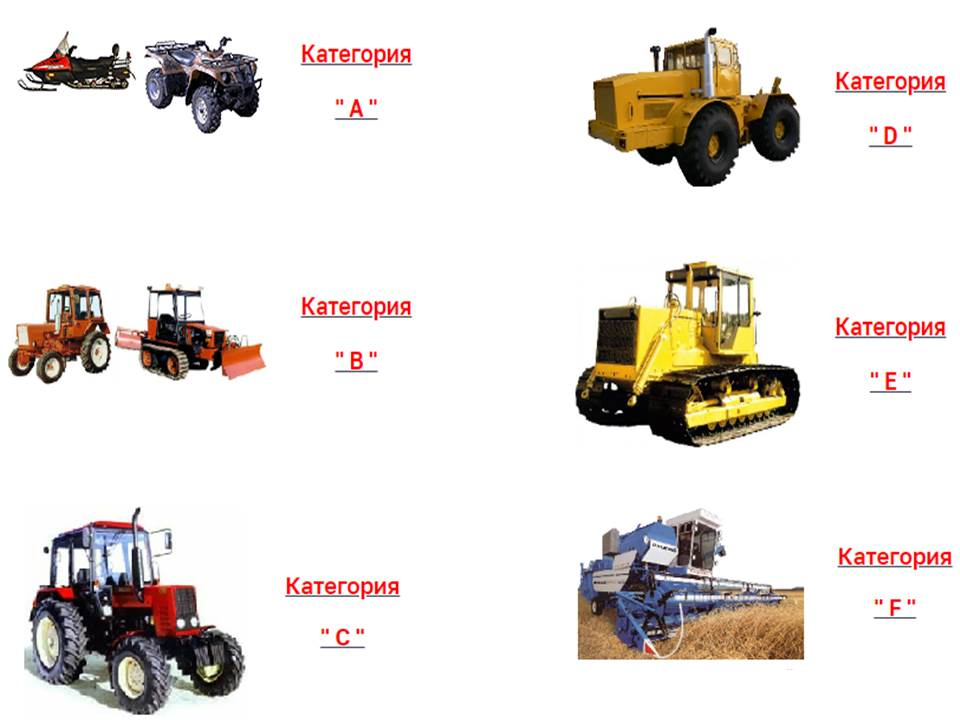 Категория
" A "
Категория
" B "
Категория
" C "
Категория
" D "
Категория
" E "
Категория
" F "